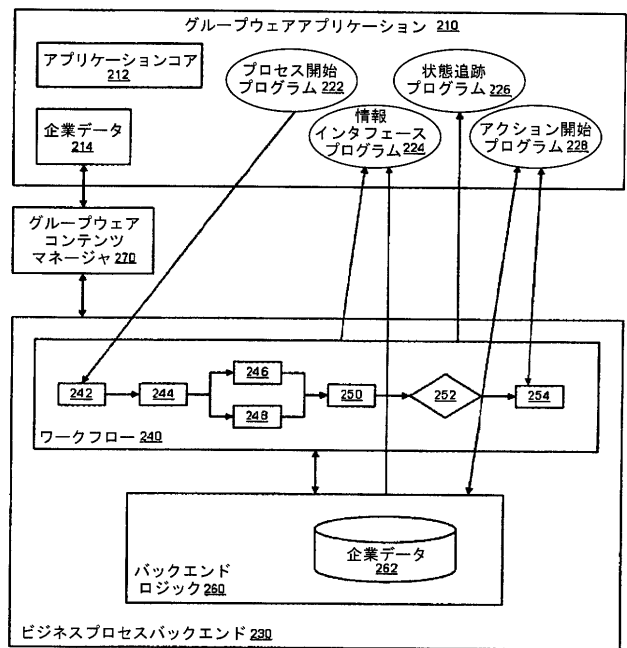 グループウェアアプリケーション 210
アプリケーションコア
212
プロセス開始
プログラム 222
状態追跡
プログラム 226
企業データ
214
情報
インタフェース
プログラム 224
アクション開始
プログラム 228
グループウェア
コンテンツ
マネージャ 270
242
244
246
248
250
252
254
ワークフロー 240
企業データ
262
バックエンド
ロジック 260
ビジネスプロセスバックエンド 230